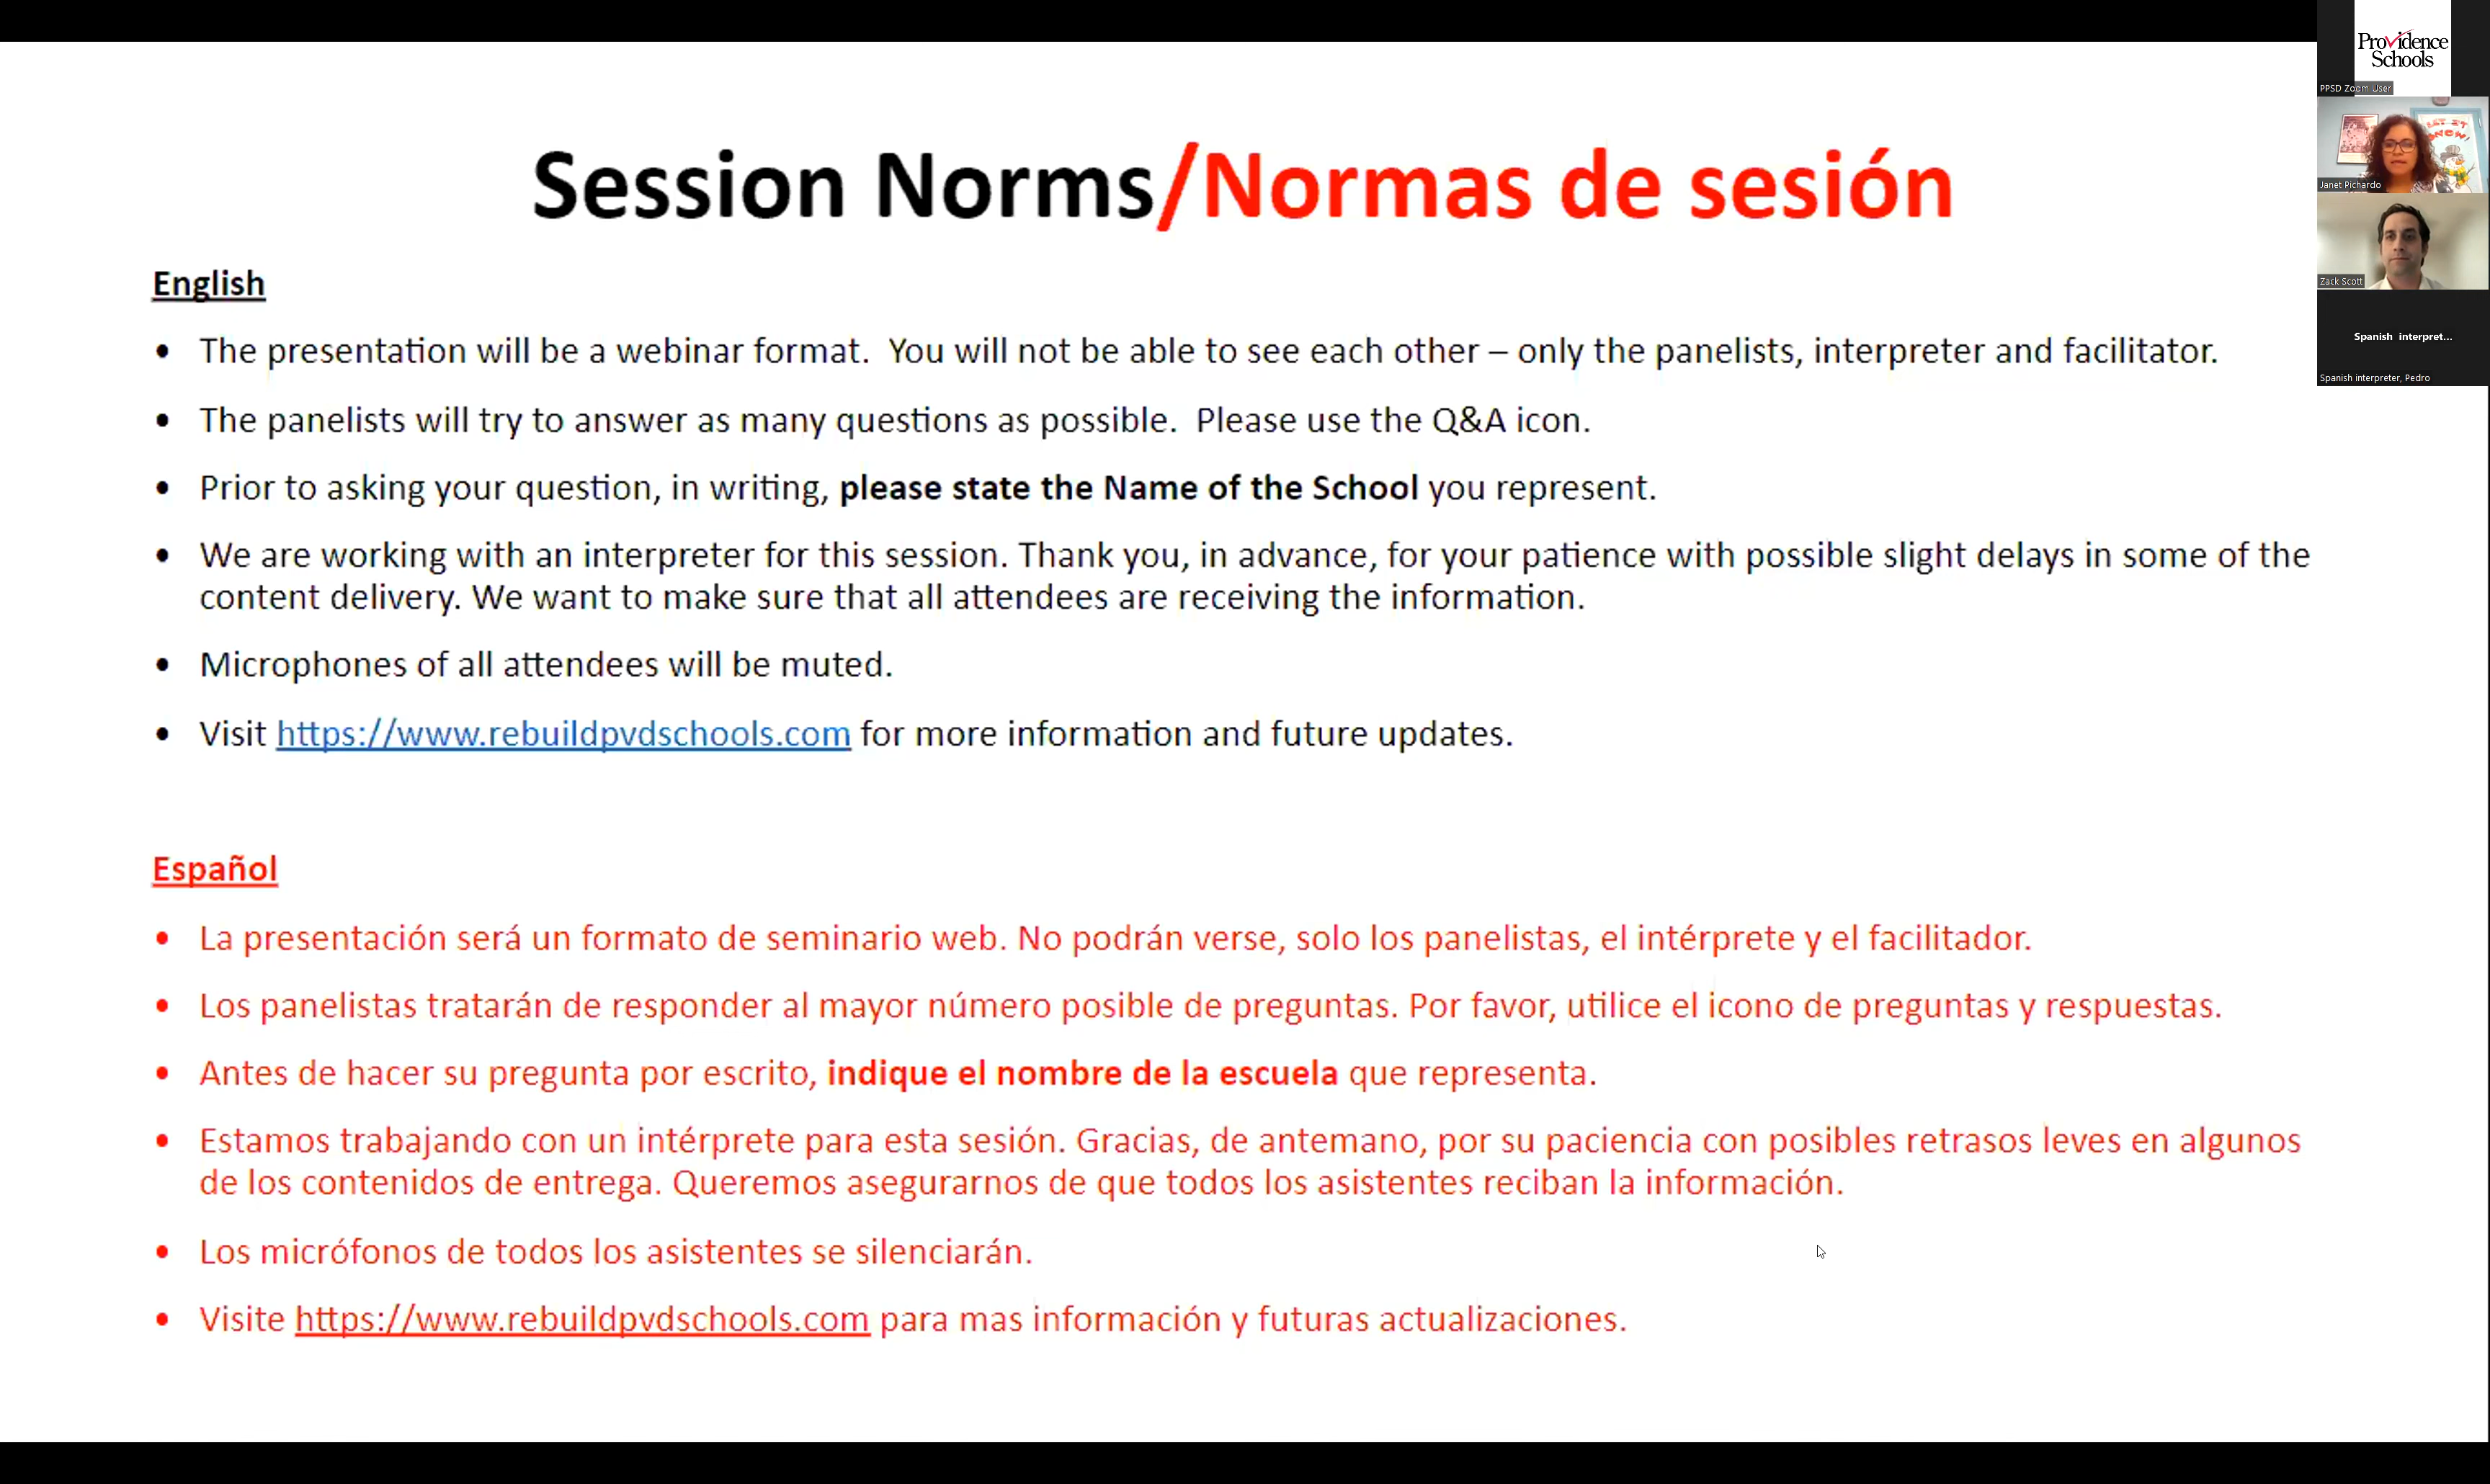 Session Norms/Normas de sesión
English
• The presentation will be a webinar format.  You will not be able to see each other – only the panelists, interpreter and facilitator.
• The panelists will try to answer as many questions as possible.  Please use the Q&A icon.
• Prior to asking your question, in writing, please state the Name of the School you represent.
• We are working with an interpreter for this session. Thank you, in advance, for your patience with possible slight delays in some of the
content delivery. We want to make sure that all attendees are receiving the information.
• Microphones of all attendees will be muted.
• Visit https://www.rebuildpvdschools.com for more information and future updates.
Español
• La presentación será un formato de seminario web. No podrán verse, solo los panelistas, el intérprete y el facilitador.
• Los panelistas tratarán de responder al mayor número posible de preguntas. Por favor, utilice el icono de preguntas y respuestas.
• Antes de hacer su pregunta por escrito, indique el nombre de la escuela que representa.
• Estamos trabajando con un intérprete para esta sesión. Gracias, de antemano, por su paciencia con posibles retrasos leves en algunos
de los contenidos de entrega. Queremos asegurarnos de que todos los asistentes reciban la información.
• Los micrófonos de todos los asistentes se silenciarán.
• Visite https://www.rebuildpvdschools.com para mas información y futuras actualizaciones.
Providence
Schools
PPSD Zoom User
LET IT
SNOW!
Janet Pichardo
Zack Scott
Spanish interpret...
Spanish interpreter, Pedro